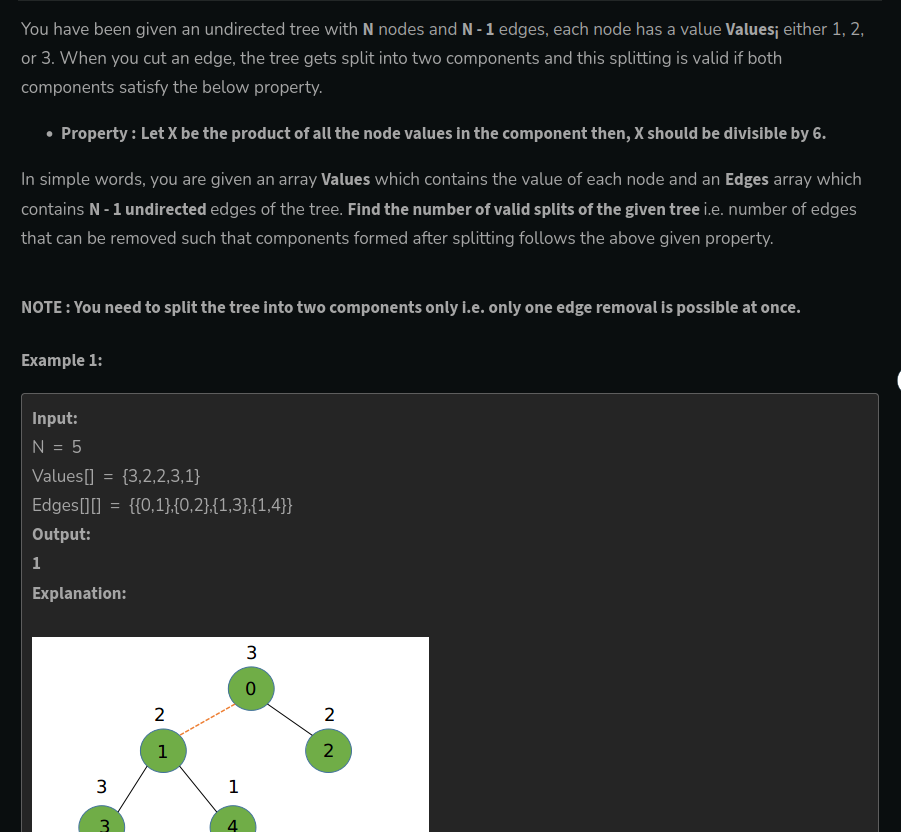 You have been given an undirected tree with N nodes and N - 1 edges, each node has a value Values¡ either 1, 2,
or 3. When you cut an edge, the tree gets split into two components and this splitting is valid if both
components satisfy the below property.
• Property : Let X be the product of all the node values in the component then, X should be divisible by 6.
In simple words, you are given an array Values which contains the value of each node and an Edges array which
contains N - 1 undirected edges of the tree. Find the number of valid splits of the given tree i.e. number of edges
that can be removed such that components formed after splitting follows the above given property.
NOTE : You need to split the tree into two components only i.e. only one edge removal is possible at once.
Example 1:
Input:
N = 5
Values[] = {3,2,2,3,1}
Edges[][] = {{0,1},{0,2},{1,3},{1,4}}
Output:
1
Explanation:
3
0
2 2
1 2
3 1
3 4